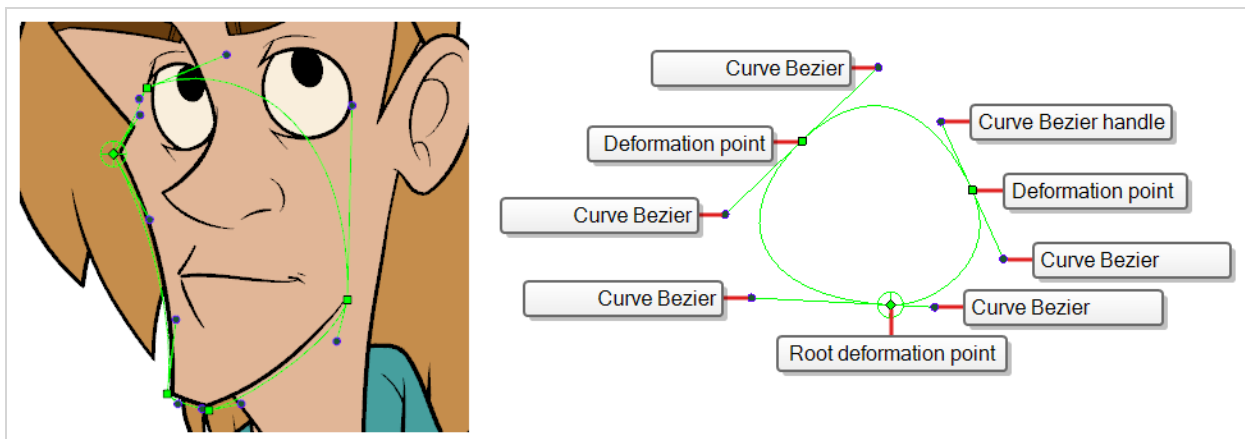 Curve Bezier
Curve Bezier handle
Deformation point
Deformation point
Curve Bezier
Curve Bezier
Curve Bezier
Curve Bezier
Root deformation point